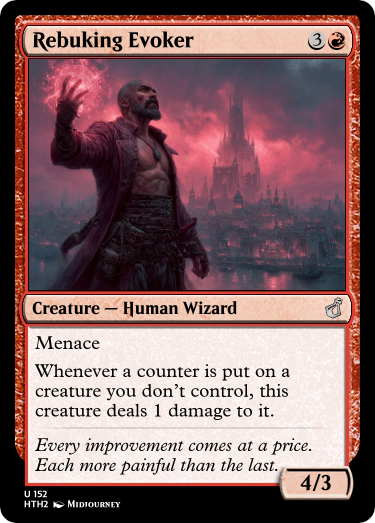 Rebuking Evoker 3
Creature — Human Wizard
Menace
Whenever a counter is put on a
creature you don't control, this
creature deals 1 damage to it.
Every improvement comes at a price.
Each more painful than the last.
4/3
U 152
HTH2 Midjourney